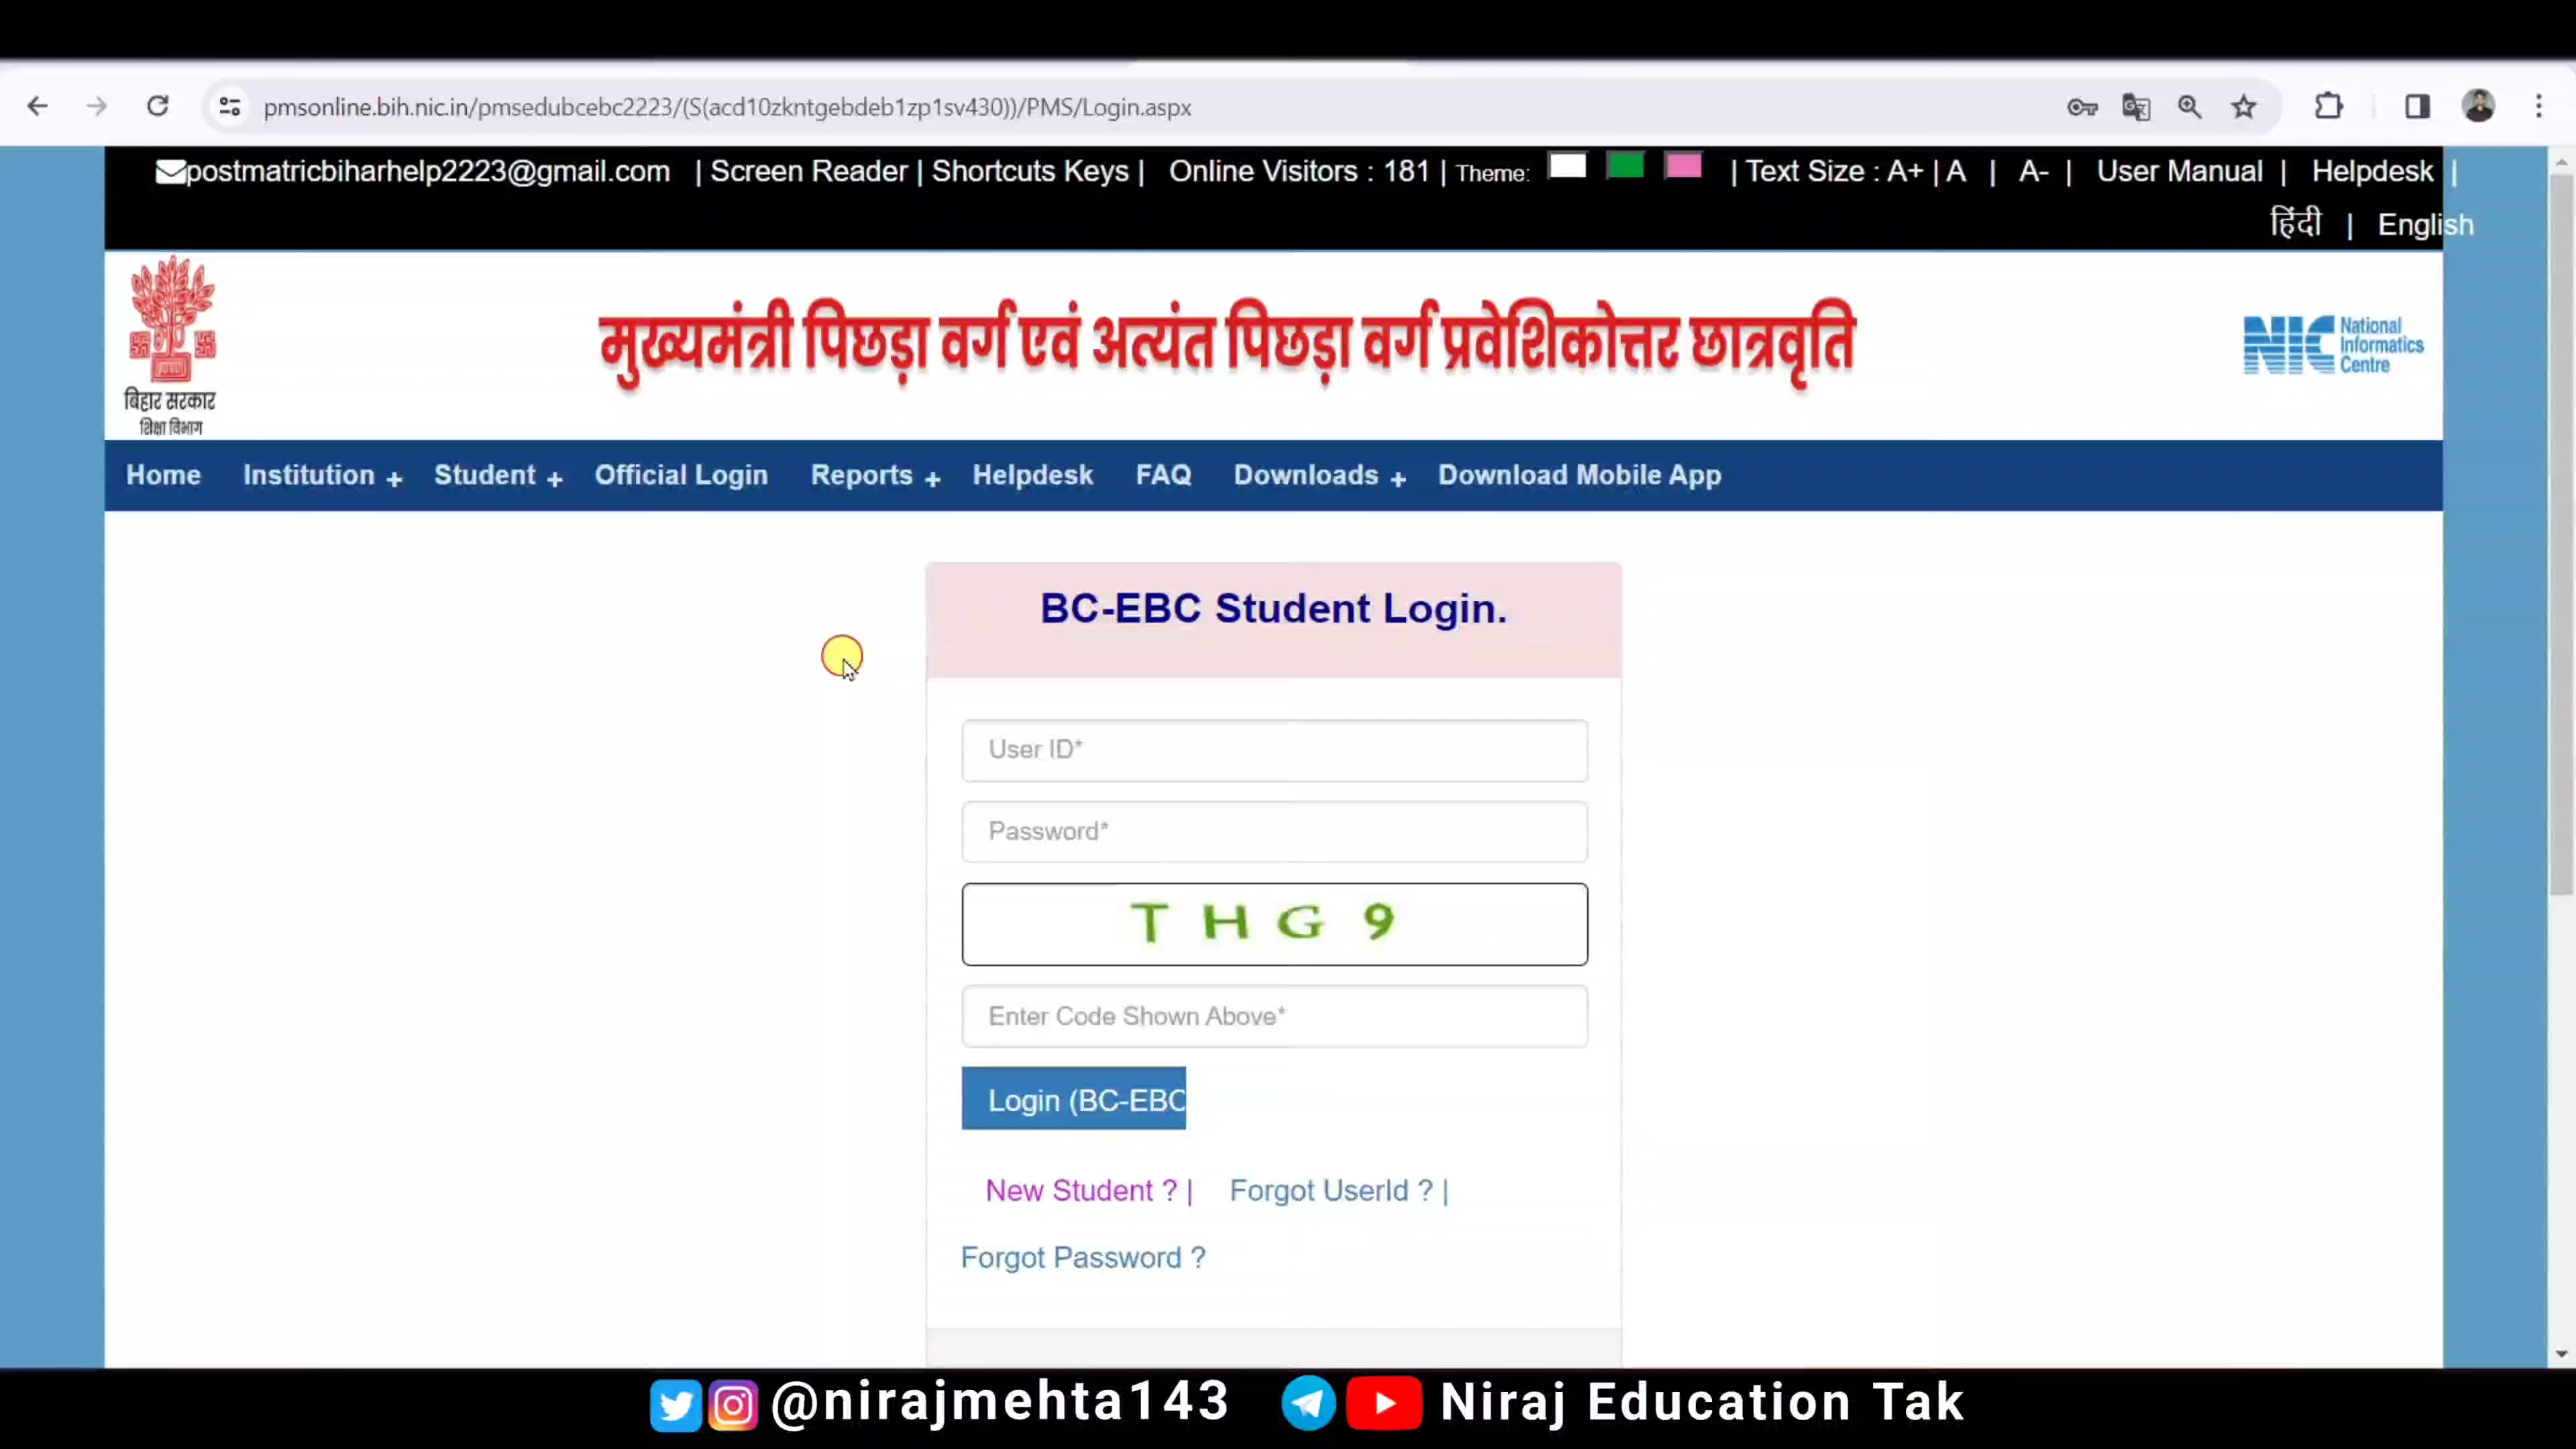 pmsonline.bih.nic.in/pmsedubcebc2223/(S(acd10zkntgebdeb1zp1sv430))/PMS/Login.aspx
postmatricbiharhelp2223@gmail.com | Screen Reader | Shortcuts Keys | Online Visitors : 181 | Theme: | Text Size : A+ | A | A- | User Manual | Helpdesk |
हिंदी | English
मुख्यमंत्री पिछड़ा वर्ग एवं अत्यंत पिछड़ा वर्ग प्रवेशिकोत्तर छात्रवृति
बिहार सरकार
शिक्षा विभाग
NIC National Informatics Centre
Home Institution + Student + Official Login Reports + Helpdesk FAQ Downloads + Download Mobile App
BC-EBC Student Login.
User ID*
Password*
T H G 9
Enter Code Shown Above*
Login (BC-EBC
New Student ? | Forgot UserId ? |
Forgot Password ?
@nirajmehta143 Niraj Education Tak